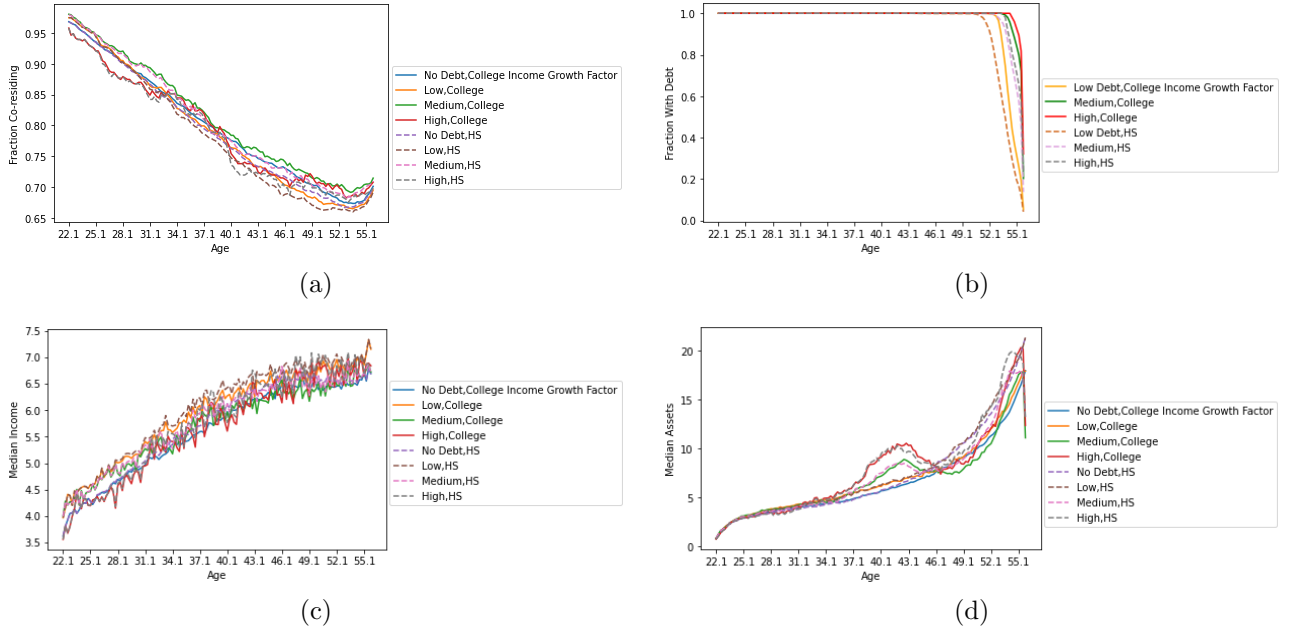 0.95
0.90
0.85
0.80
0.75
0.70
0.65
Fraction Co-residing
22.1 25.1 28.1 31.1 34.1 37.1 40.1 43.1 46.1 49.1 52.1 55.1
Age
No Debt,College Income Growth Factor
Low,College
Medium,College
High,College
No Debt,HS
Low,HS
Medium,HS
High,HS
(a)
1.0
0.8
0.6
0.4
0.2
0.0
Fraction With Debt
22.1 25.1 28.1 31.1 34.1 37.1 40.1 43.1 46.1 49.1 52.1 55.1
Age
Low Debt,College Income Growth Factor
Medium,College
High,College
Low Debt,HS
Medium,HS
High,HS
(b)
7.5
7.0
6.5
6.0
5.5
5.0
4.5
4.0
3.5
Median Income
22.1 25.1 28.1 31.1 34.1 37.1 40.1 43.1 46.1 49.1 52.1 55.1
Age
No Debt,College Income Growth Factor
Low,College
Medium,College
High,College
No Debt,HS
Low,HS
Medium,HS
High,HS
(c)
20
15
10
5
0
Median Assets
22.1 25.1 28.1 31.1 34.1 37.1 40.1 43.1 46.1 49.1 52.1 55.1
Age
No Debt,College Income Growth Factor
Low,College
Medium,College
High,College
No Debt,HS
Low,HS
Medium,HS
High,HS
(d)